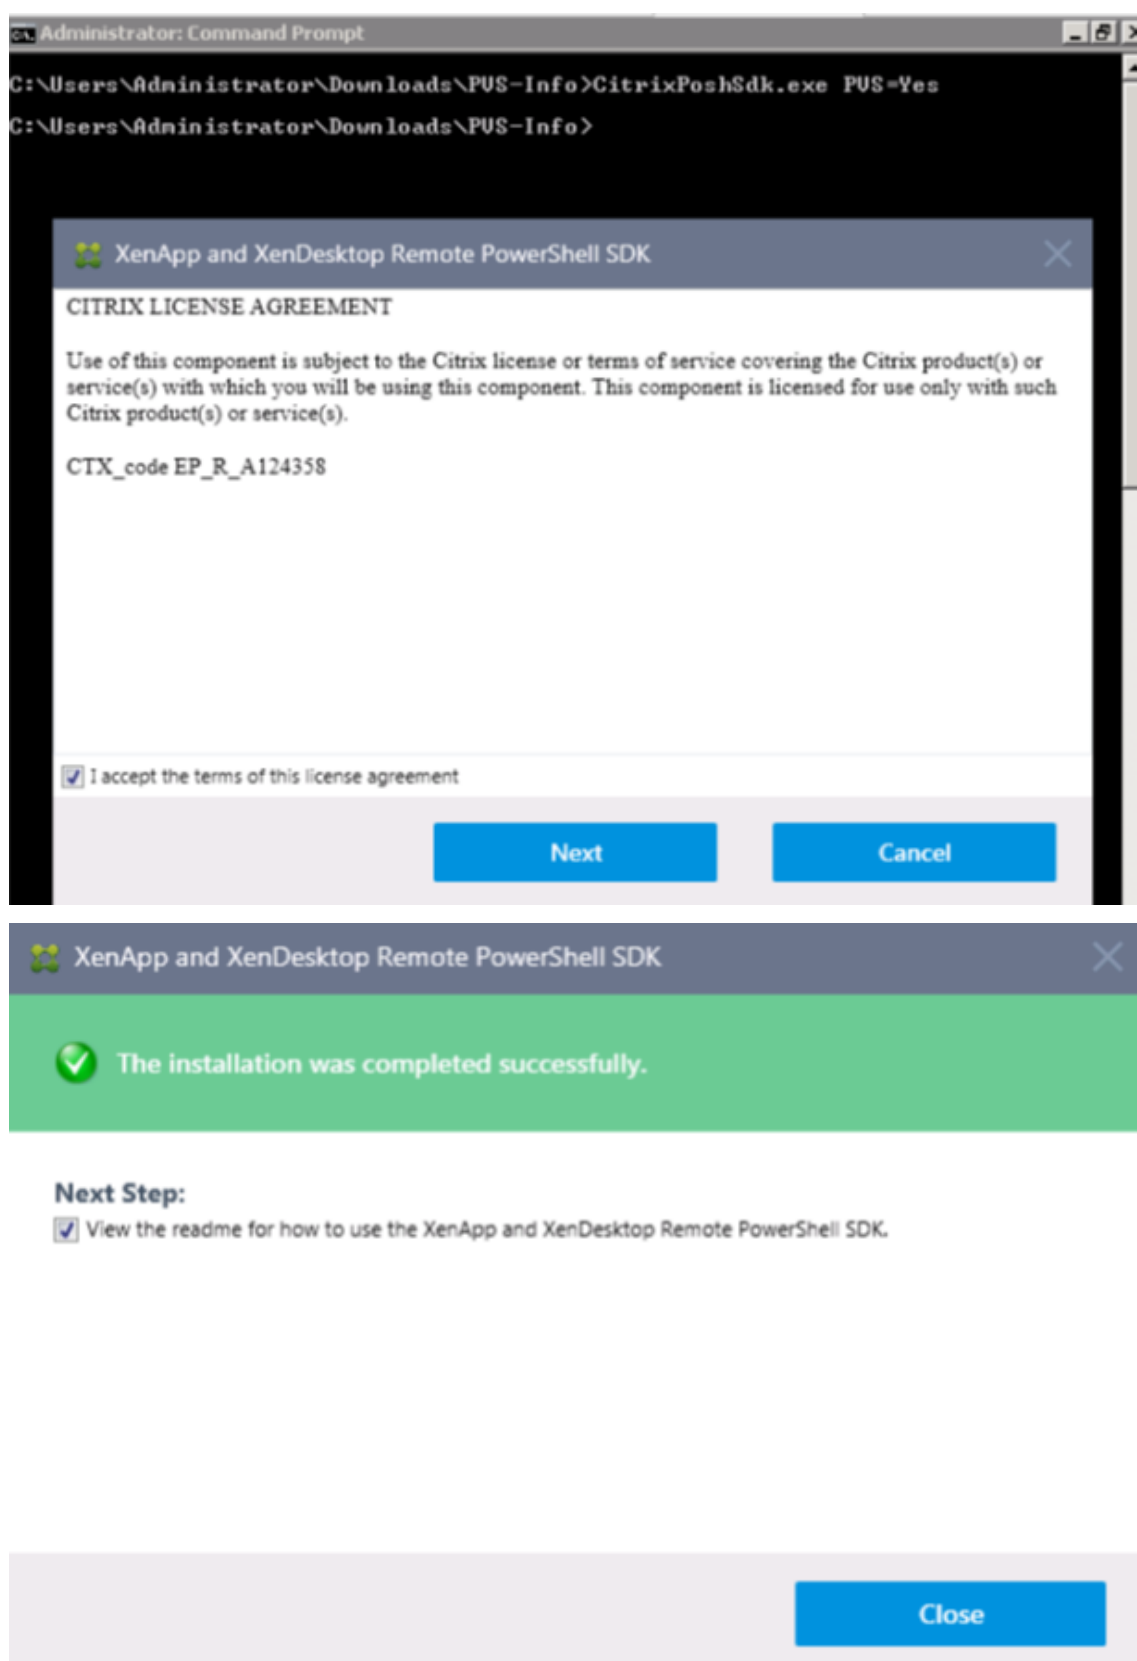 Administrator: Command Prompt
C:\Users\Administrator\Downloads\PVS-Info>CitrixPoshSdk.exe PVS=Yes
C:\Users\Administrator\Downloads\PVS-Info>
XenApp and XenDesktop Remote PowerShell SDK
CITRIX LICENSE AGREEMENT
Use of this component is subject to the Citrix license or terms of service covering the Citrix product(s) or
service(s) with which you will be using this component. This component is licensed for use only with such
Citrix product(s) or service(s).
CTX_code EP_R_A124358
I accept the terms of this license agreement
Next Cancel
XenApp and XenDesktop Remote PowerShell SDK
The installation was completed successfully.
Next Step:
View the readme for how to use the XenApp and XenDesktop Remote PowerShell SDK.
Close